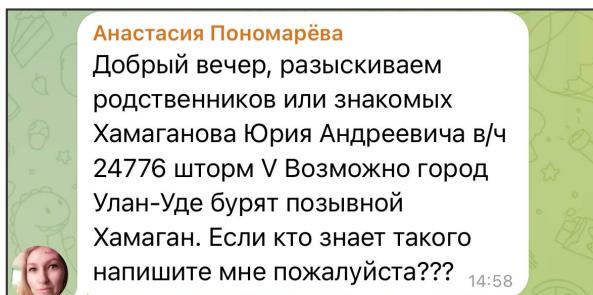 Анастасия Пономарёва
Добрый вечер, разыскиваем
родственников или знакомых
Хамаганова Юрия Андреевича в/ч
24776 шторм V Возможно город
Улан-Удэ бурят позывной
Хамаган. Если кто знает такого
напишите мне пожалуйста???
14:58